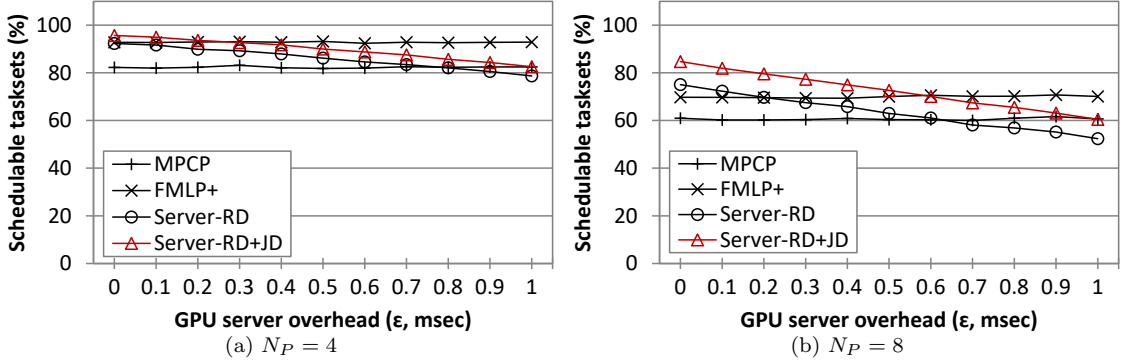 Schedulable tasksets (%)
100
80
60
40
20
0
MPCP
FMLP+
Server-RD
Server-RD+JD
0 0.1 0.2 0.3 0.4 0.5 0.6 0.7 0.8 0.9 1
GPU server overhead (ε, msec)
(a) N_P = 4
Schedulable tasksets (%)
100
80
60
40
20
0
MPCP
FMLP+
Server-RD
Server-RD+JD
0 0.1 0.2 0.3 0.4 0.5 0.6 0.7 0.8 0.9 1
GPU server overhead (ε, msec)
(b) N_P = 8